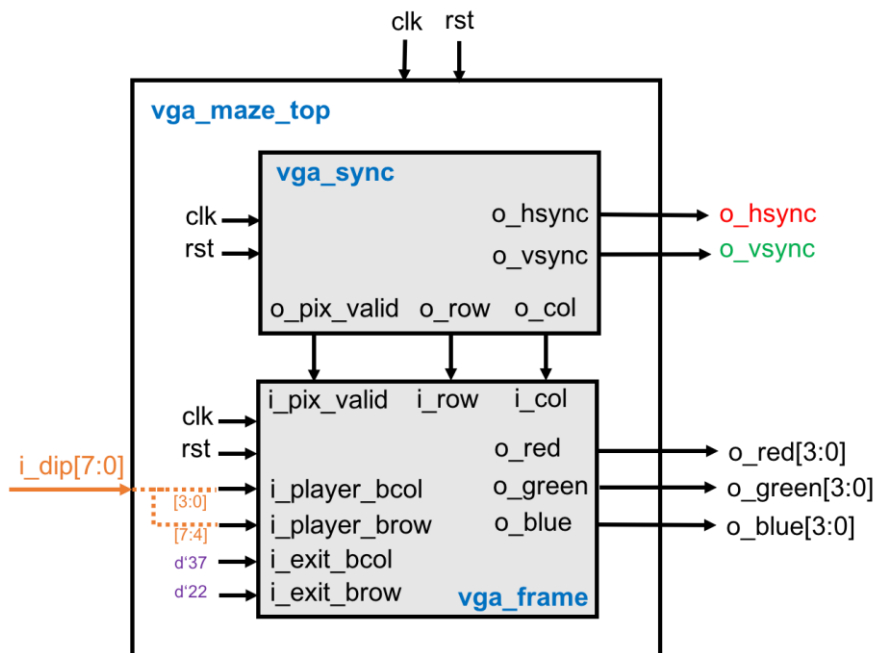 clk rst
vga_maze_top
vga_sync
clk
rst
o_hsync
o_vsync
o_hsync
o_vsync
o_pix_valid o_row o_col
i_pix_valid i_row i_col
clk
rst
i_dip[7:0]
[3:0]
[7:4]
d'37
d'22
i_player_bcol
i_player_brow
i_exit_bcol
i_exit_brow
o_red
o_green
o_blue
vga_frame
o_red[3:0]
o_green[3:0]
o_blue[3:0]